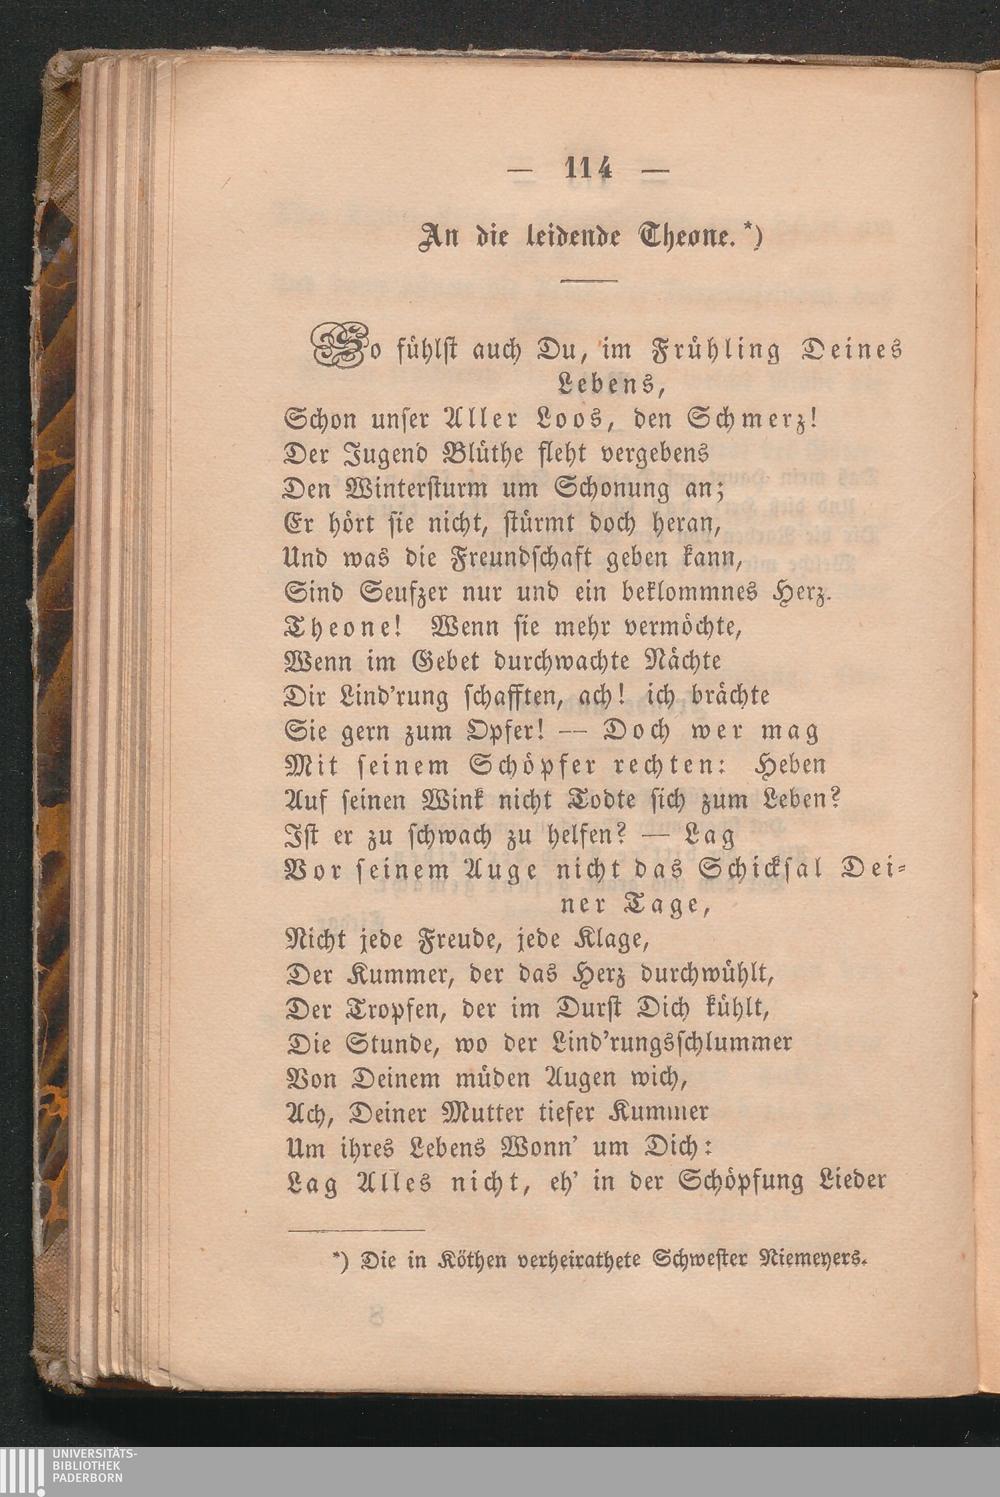 — 114 —
An die leidende Theone.*)
So fühlst auch Du, im Frühling Deines
Lebens,
Schon unser Aller Loos, den Schmerz!
Der Jugend Blüthe fleht vergebens
Den Wintersturm um Schonung an;
Er hört sie nicht, stürmt doch heran,
Und was die Freundschaft geben kann,
Sind Seufzer nur und ein beklommnes Herz.
Theone! Wenn sie mehr vermöchte,
Wenn im Gebet durchwachte Nächte
Dir Lind'rung schafften, ach! ich brächte
Sie gern zum Opfer! — Doch wer mag
Mit seinem Schöpfer rechten: Heben
Auf seinen Wink nicht Todte sich zum Leben?
Ist er zu schwach zu helfen? — Lag
Vor seinem Auge nicht das Schicksal Dei-
ner Tage,
Nicht jede Freude, jede Klage,
Der Kummer, der das Herz durchwühlt,
Der Tropfen, der im Durst Dich kühlt,
Die Stunde, wo der Lind'rungsschlummer
Von Deinem müden Augen wich,
Ach, Deiner Mutter tiefer Kummer
Um ihres Lebens Wonn' um Dich:
Lag Alles nicht, eh' in der Schöpfung Lieder
*) Die in Köthen verheirathete Schwester Niemeyers.
UNIVERSITÄTS-
BIBLIOTHEK
PADERBORN